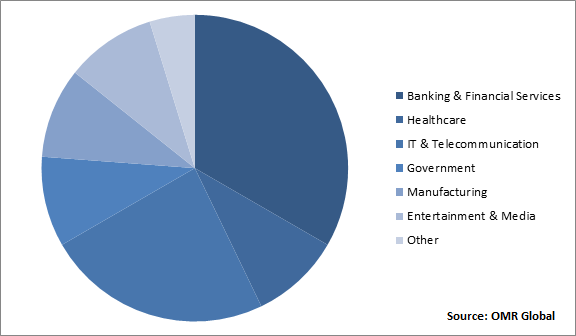 Banking & Financial Services
Healthcare
IT & Telecommunication
Government
Manufacturing
Entertainment & Media
Other
Source: OMR Global